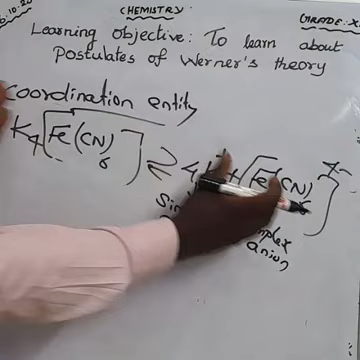 CHEMISTRY
GRADE: X
Learning objective: To learn about
Postulates of Werner's theory
Coordination entity
K4[Fe(CN)6] ⇌ 4K+ + [Fe(CN)6]4-
anion